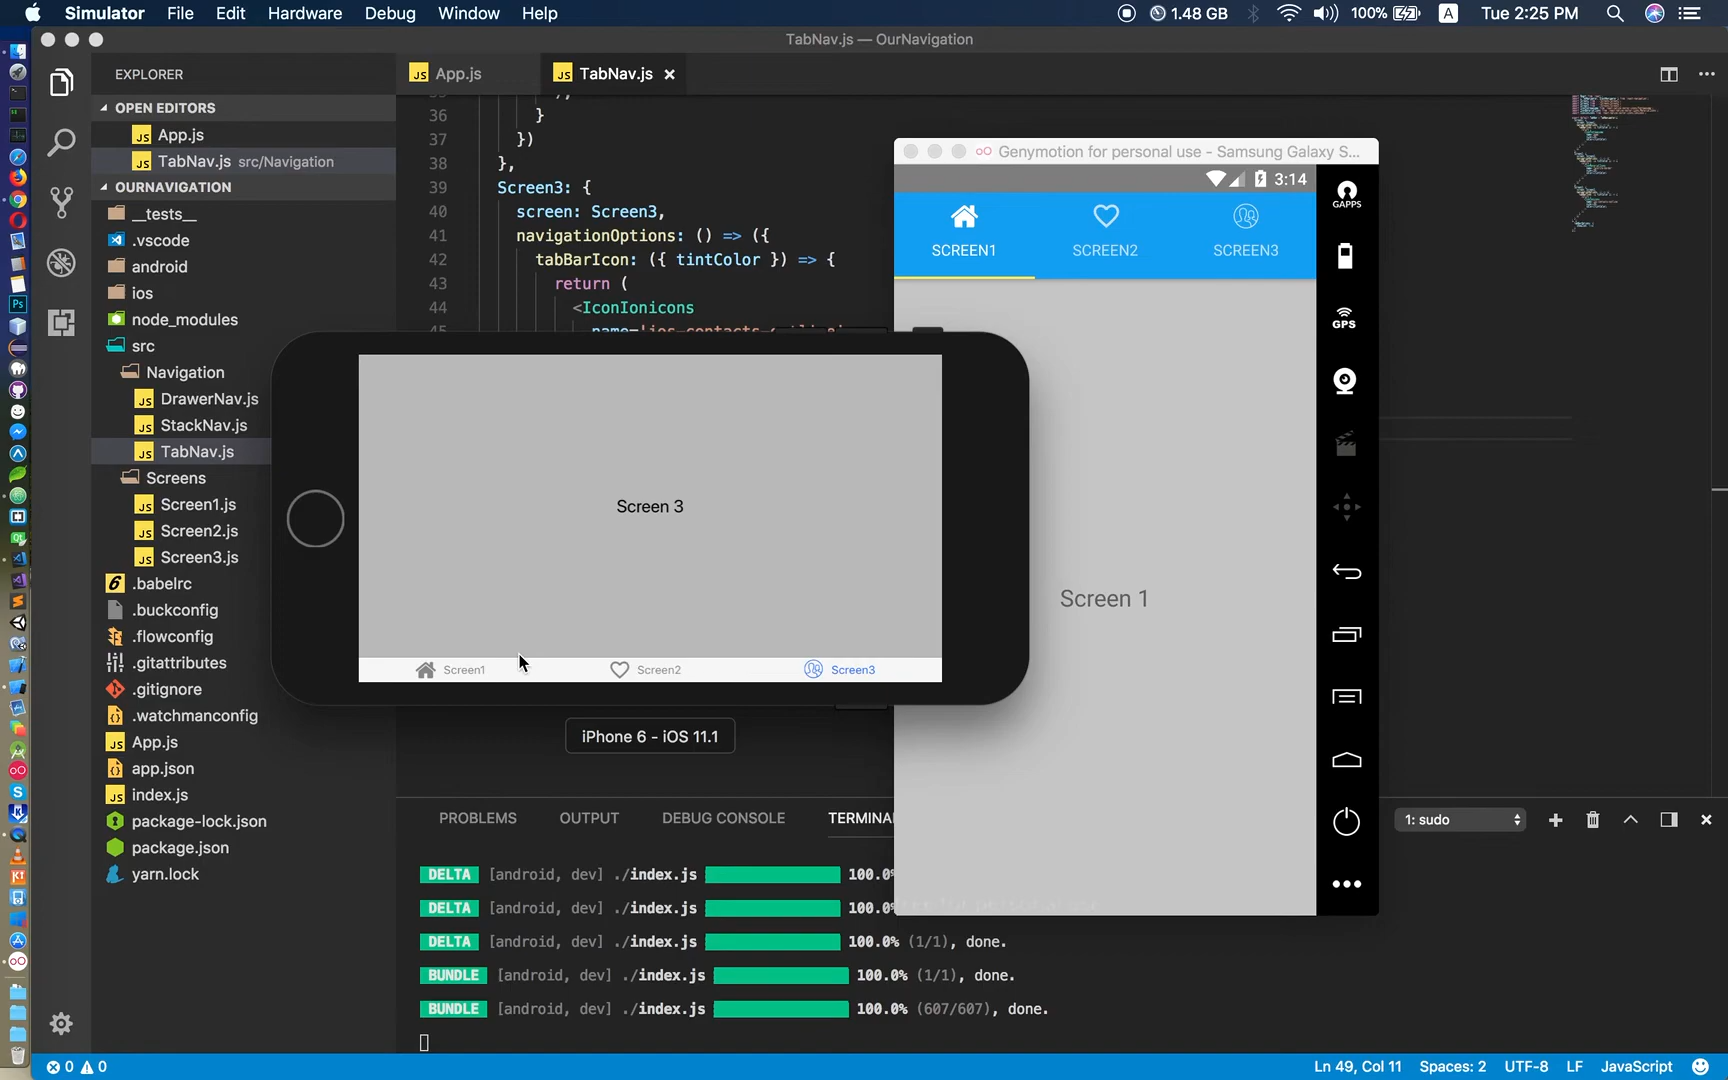 Simulator File Edit Hardware Debug Window Help
1.48 GB 100% A Tue 2:25 PM
TabNav.js — OurNavigation
EXPLORER
OPEN EDITORS
JS App.js
JS TabNav.js src/Navigation
OURNAVIGATION
__tests__
.vscode
android
ios
node_modules
src
Navigation
JS DrawerNav.js
JS StackNav.js
JS TabNav.js
Screens
JS Screen1.js
JS Screen2.js
JS Screen3.js
6 .babelrc
.buckconfig
.flowconfig
.gitattributes
.gitignore
.watchmanconfig
JS App.js
app.json
JS index.js
package-lock.json
package.json
yarn.lock
JS App.js
JS TabNav.js
36 }
37 })
38 },
39 Screen3: {
40 screen: Screen3,
41 navigationOptions: () => ({
42 tabBarIcon: ({ tintColor }) => {
43 return (
44 <IconIonicons
Genymotion for personal use - Samsung Galaxy S...
3:14
SCREEN1 SCREEN2 SCREEN3
Screen 1
GAPPS
GPS
Screen 3
Screen1 Screen2 Screen3
iPhone 6 - iOS 11.1
PROBLEMS OUTPUT DEBUG CONSOLE TERMINA
1: sudo
DELTA [android, dev] ./index.js 100.0%
DELTA [android, dev] ./index.js 100.0%
DELTA [android, dev] ./index.js 100.0% (1/1), done.
BUNDLE [android, dev] ./index.js 100.0% (1/1), done.
BUNDLE [android, dev] ./index.js 100.0% (607/607), done.
0 0
Ln 49, Col 11 Spaces: 2 UTF-8 LF JavaScript